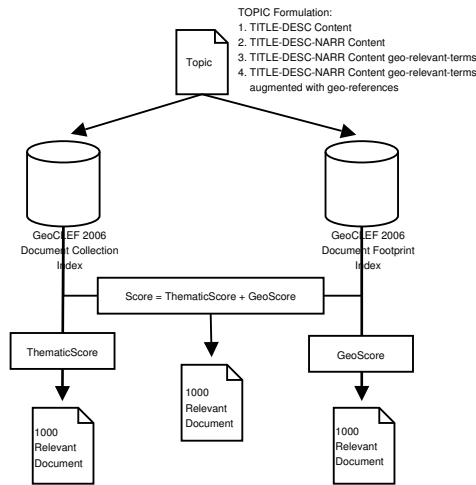 TOPIC Formulation:
1. TITLE-DESC Content
2. TITLE-DESC-NARR Content
3. TITLE-DESC-NARR Content geo-relevant-terms
4. TITLE-DESC-NARR Content geo-relevant-terms
augmented with geo-references
Topic
GeoCLEF 2006
Document Collection
Index
GeoCLEF 2006
Document Footprint
Index
Score = ThematicScore + GeoScore
ThematicScore
GeoScore
1000
Relevant
Document
1000
Relevant
Document
1000
Relevant
Document